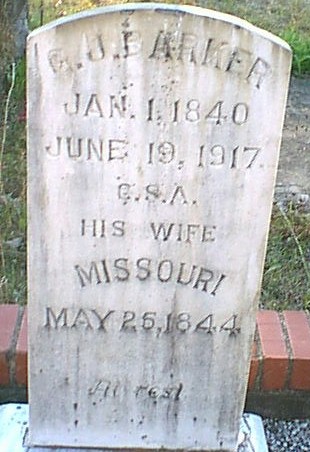 G. J. BARKER
JAN. 1, 1840
JUNE 19, 1917.
C.S.A.
HIS WIFE
MISSOURI
MAY 25, 1844
At rest